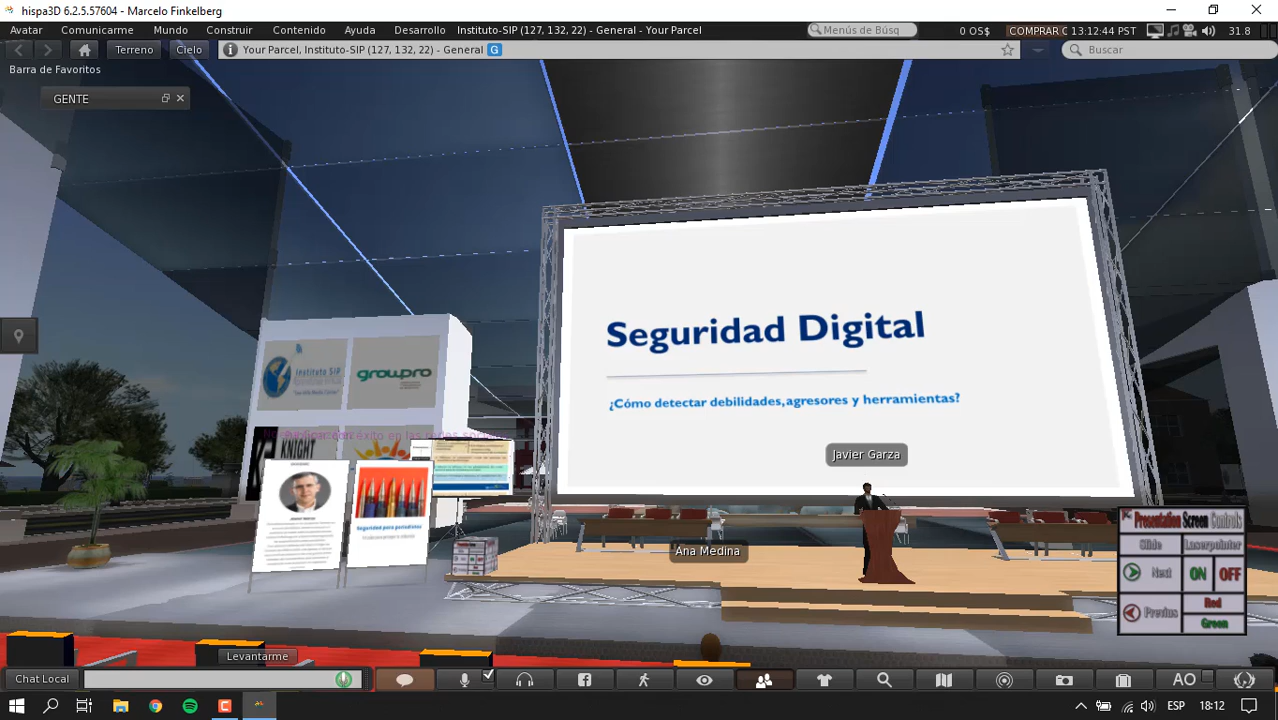 hispa3D 6.2.5.57604 - Marcelo Finkelberg
Avatar Comunicarme Mundo Construir Contenido Ayuda Desarrollo Instituto-SIP (127, 132, 22) - General - Your Parcel
Menús de Búsq
0 OS$ COMPRAR C 13:12:44 PST 31.8
Terreno Cielo
Your Parcel, Instituto-SIP (127, 132, 22) - General G
Buscar
Barra de Favoritos
GENTE
Seguridad Digital
¿Cómo detectar debilidades, agresores y herramientas?
Instituto SIP
growpro
KNIGHT
Javier Garza
Ana Medina
Seguridad para periodistas
Presentation Screen
Slide Laserpointer
Next ON OFF
Previus Red
Green
Levantarme
Chat Local
AO
ESP 18:12